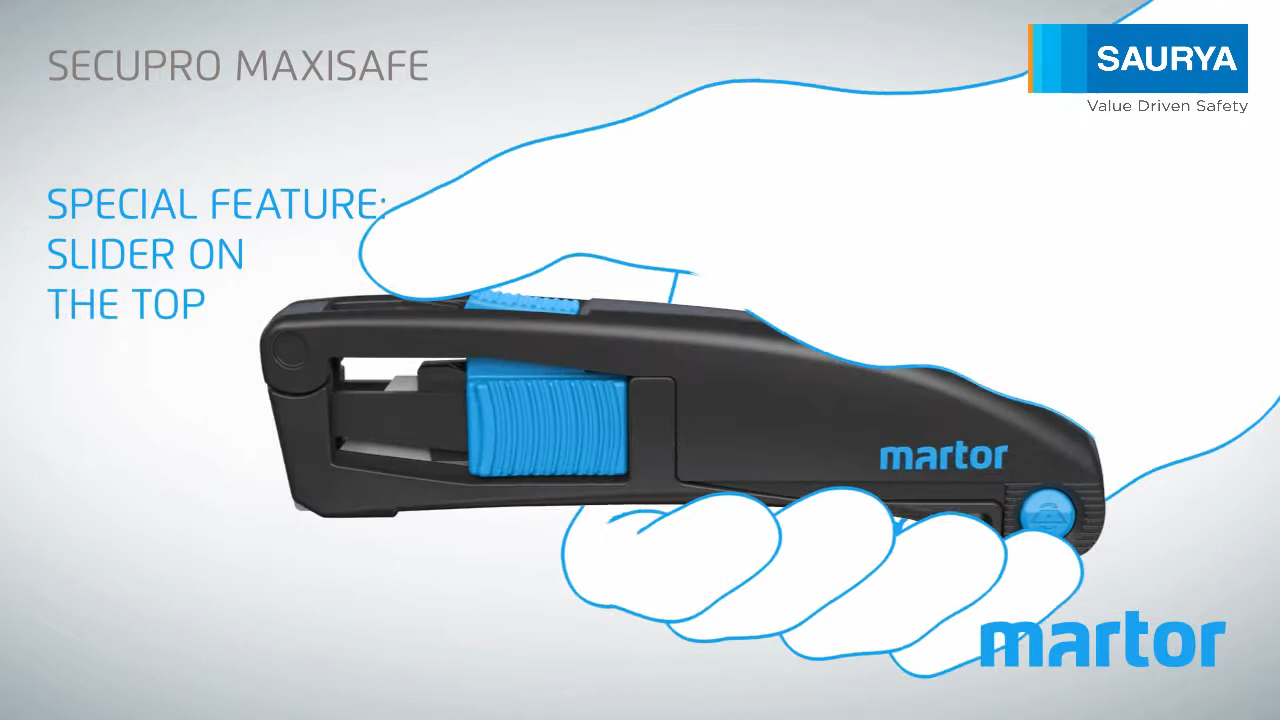 SECUPRO MAXISAFE
SAURYA
Value Driven Safety
SPECIAL FEATURE:
SLIDER ON
THE TOP
martor
martor